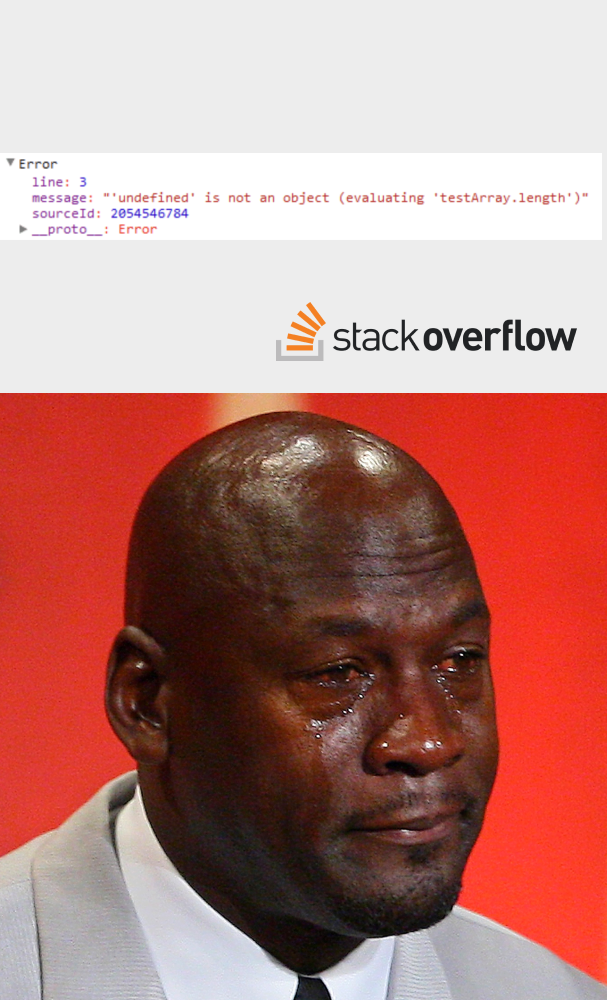 Error
line: 3
message: "'undefined' is not an object (evaluating 'testArray.length')"
sourceId: 2054546784
__proto__: Error
stackoverflow